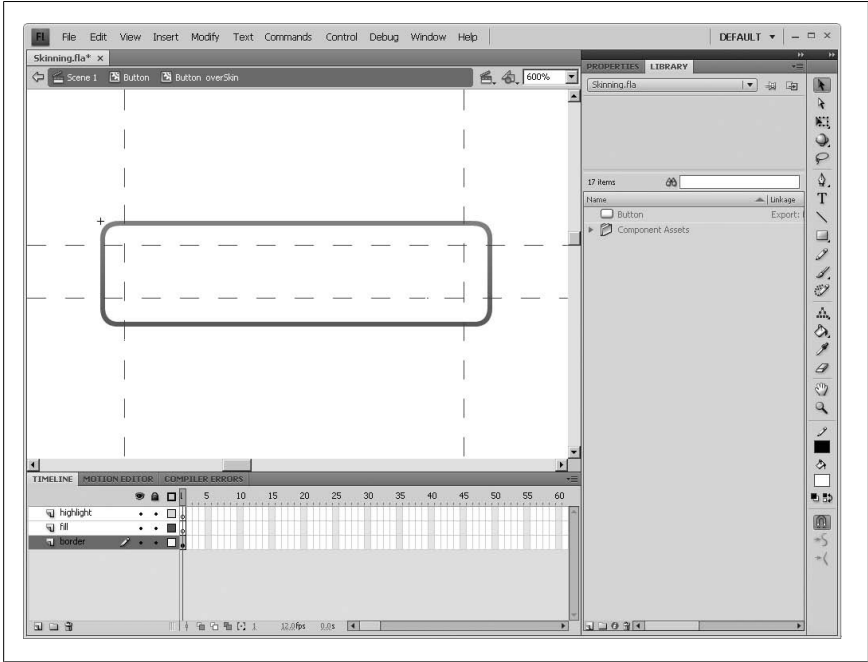 Fl File Edit View Insert Modify Text Commands Control Debug Window Help DEFAULT
Skinning.fla*
Scene 1 Button Button_overSkin 600%
PROPERTIES LIBRARY
Skinning.fla
17 items
Name Linkage
Button Export:
Component Assets
TIMELINE MOTION EDITOR COMPILER ERRORS
1 5 10 15 20 25 30 35 40 45 50 55 60
highlight
fill
border
1 12.0fps 0.0s